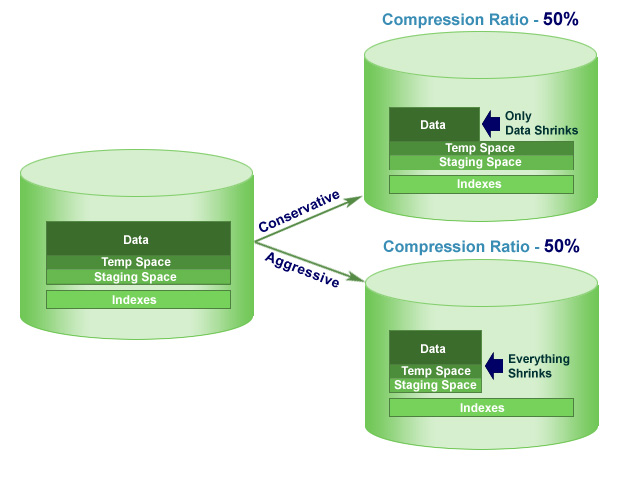 Compression Ratio - 50%
Data
Only
Data Shrinks
Temp Space
Staging Space
Indexes
Conservative
Data
Temp Space
Staging Space
Indexes
Aggressive
Compression Ratio - 50%
Data
Everything
Shrinks
Temp Space
Staging Space
Indexes